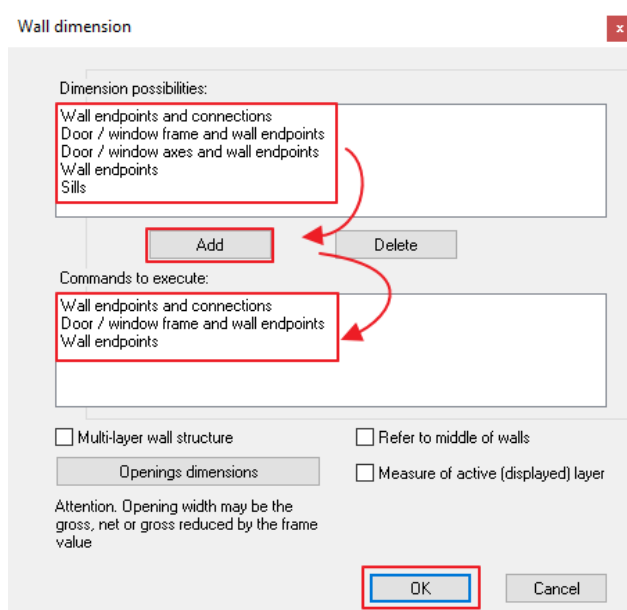 Wall dimension
x
Dimension possibilities:
Wall endpoints and connections
Door / window frame and wall endpoints
Door / window axes and wall endpoints
Wall endpoints
Sills
Add
Delete
Commands to execute:
Wall endpoints and connections
Door / window frame and wall endpoints
Wall endpoints
Multi-layer wall structure
Refer to middle of walls
Openings dimensions
Measure of active (displayed) layer
Attention. Opening width may be the
gross, net or gross reduced by the frame
value
OK
Cancel